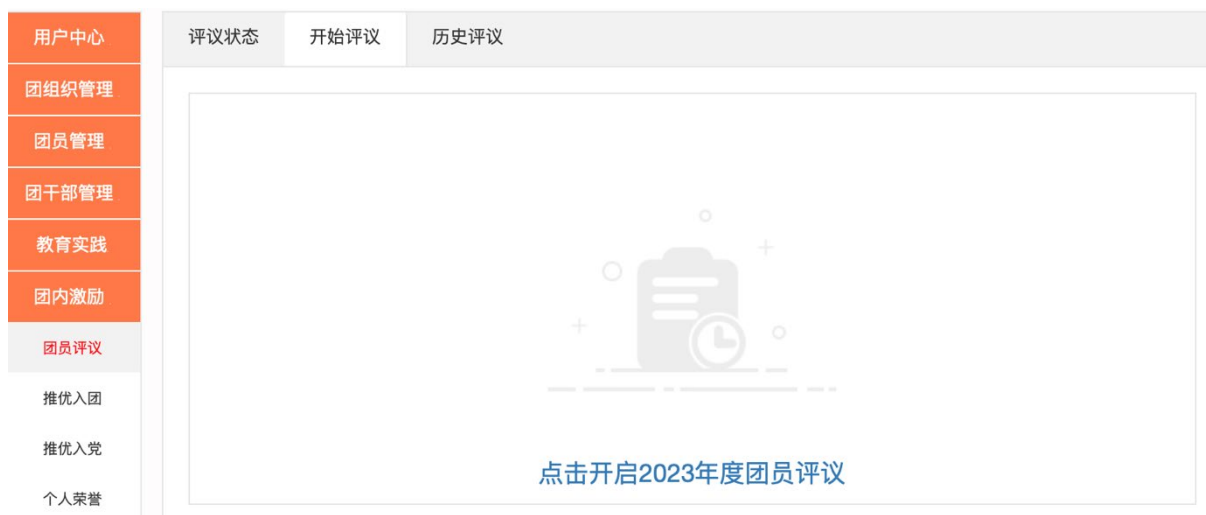 用户中心
团组织管理
团员管理
团干部管理
教育实践
团内激励
团员评议
推优入团
推优入党
个人荣誉
评议状态 开始评议 历史评议
点击开启2023年度团员评议